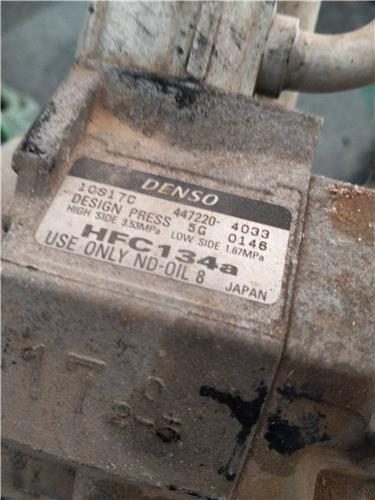 DENSO
10S17C 447220-4033
DESIGN PRESS 5G 0146
HIGH SIDE 3.53MPa LOW SIDE 1.67MPa
HFC134a
USE ONLY ND-OIL 8 JAPAN
17